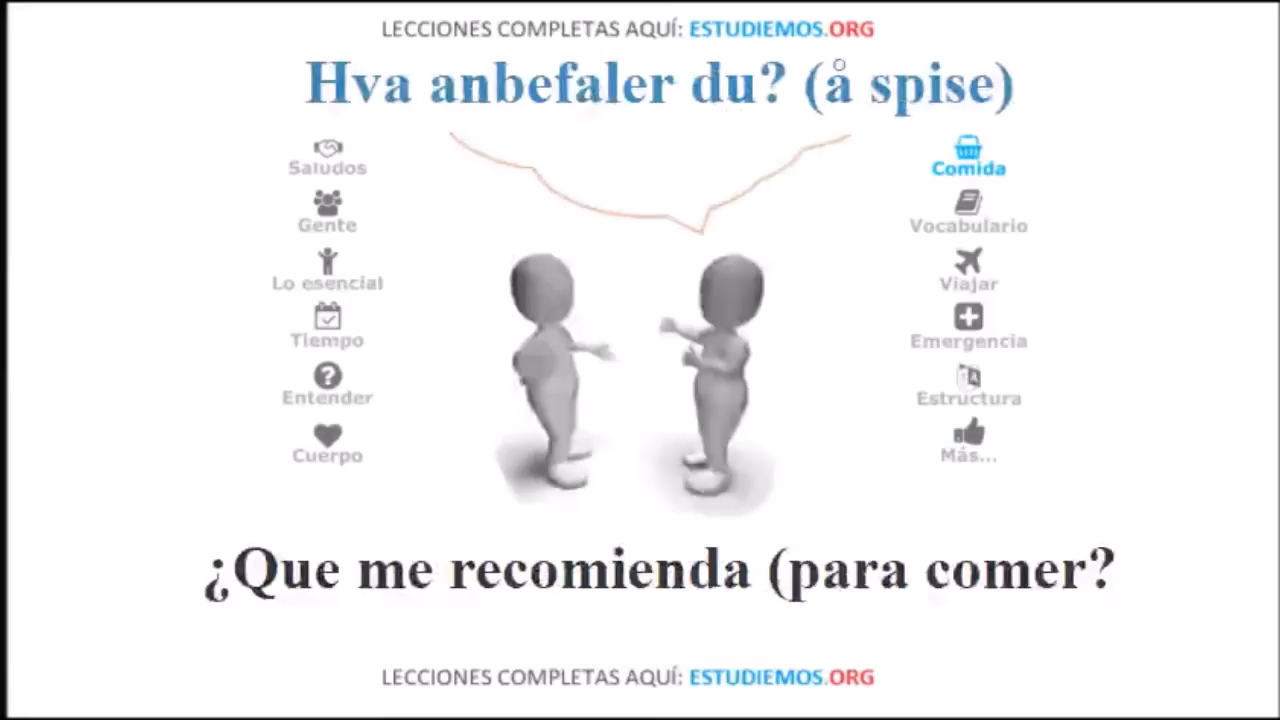 LECCIONES COMPLETAS AQUÍ: ESTUDIEMOS.ORG
Hva anbefaler du? (å spise)
Saludos
Gente
Lo esencial
Tiempo
Entender
Cuerpo
Comida
Vocabulario
Viajar
Emergencia
Estructura
Más...
¿Que me recomienda (para comer?
LECCIONES COMPLETAS AQUÍ: ESTUDIEMOS.ORG